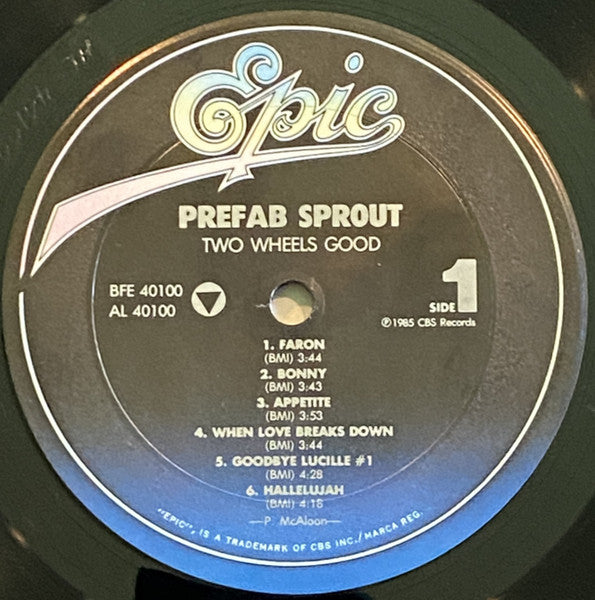 Epic
PREFAB SPROUT
TWO WHEELS GOOD
BFE 40100
AL 40100
SIDE 1
℗1985 CBS Records
1. FARON
(BMI) 3:44
2. BONNY
(BMI) 3:43
3. APPETITE
(BMI) 3:53
4. WHEN LOVE BREAKS DOWN
(BMI) 3:44
5. GOODBYE LUCILLE #1
(BMI) 4:28
6. HALLELUJAH
(BMI) 4:18
—P. McAloon—
"EPIC", IS A TRADEMARK OF CBS INC./MARCA REG.